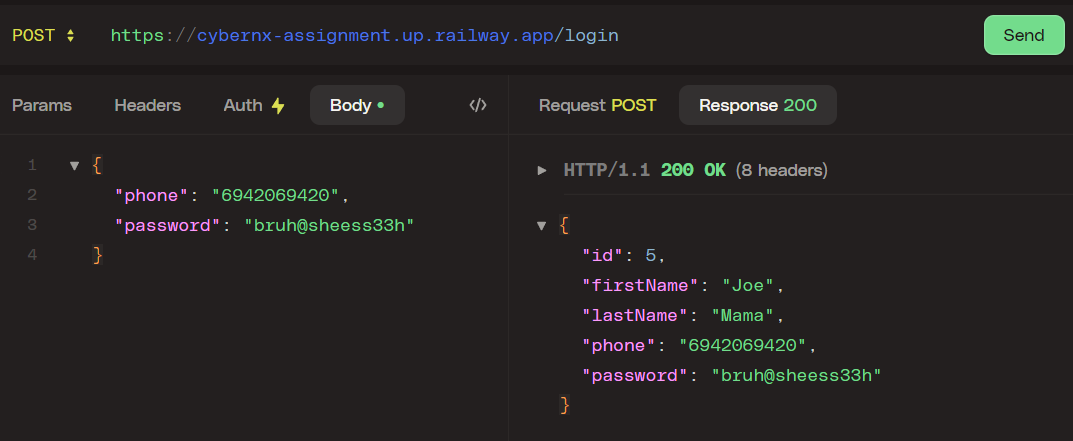 POST https://cybernx-assignment.up.railway.app/login Send
Params Headers Auth Body </>
1 {
2 "phone": "6942069420",
3 "password": "bruh@sheess33h"
4 }
Request POST Response 200
HTTP/1.1 200 OK (8 headers)
{
"id": 5,
"firstName": "Joe",
"lastName": "Mama",
"phone": "6942069420",
"password": "bruh@sheess33h"
}